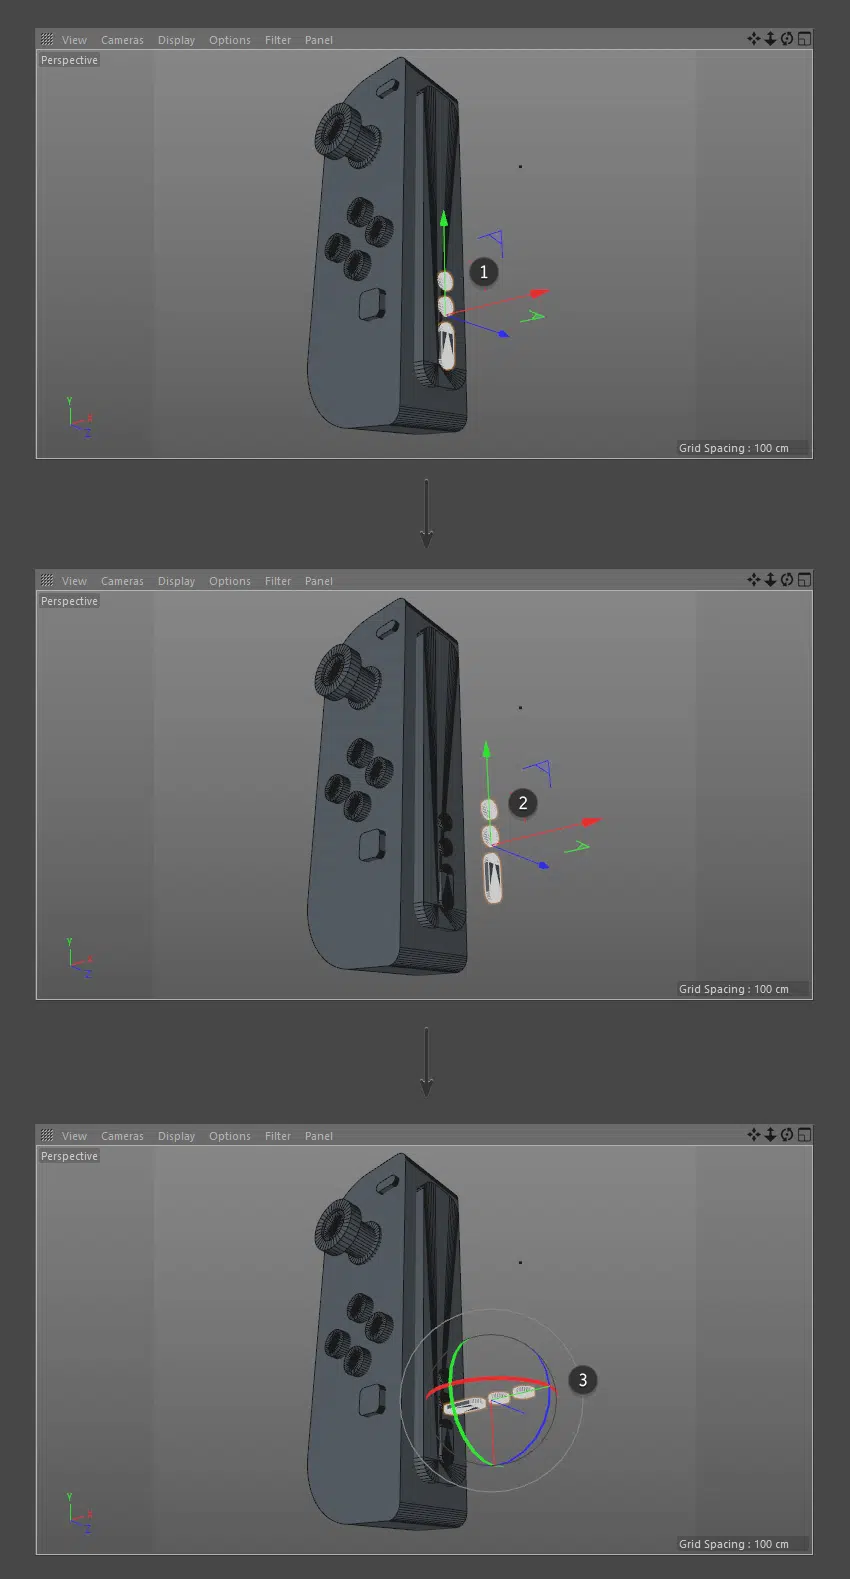 View Cameras Display Options Filter Panel
Perspective
1
Y
X
Z
Grid Spacing : 100 cm
View Cameras Display Options Filter Panel
Perspective
2
Y
X
Z
Grid Spacing : 100 cm
View Cameras Display Options Filter Panel
Perspective
3
Y
X
Z
Grid Spacing : 100 cm